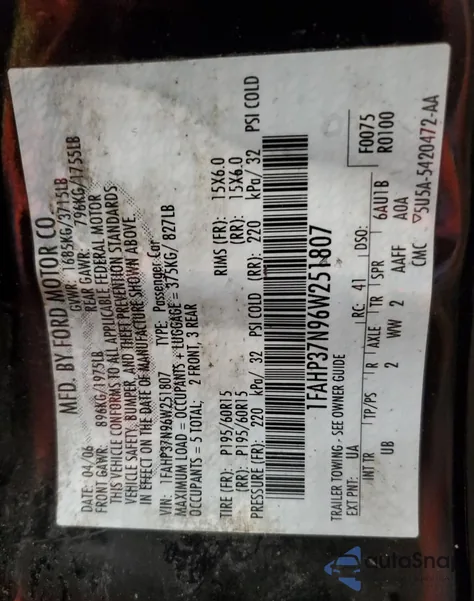 MFD. BY FORD MOTOR CO.
DATE: 04/06 GVWR: 1685KG/3715LB
FRONT GAWR: 896KG/1975LB REAR GAWR: 796KG/1755LB
THIS VEHICLE CONFORMS TO ALL APPLICABLE FEDERAL MOTOR
VEHICLE SAFETY, BUMPER, AND THEFT PREVENTION STANDARDS
IN EFFECT ON THE DATE OF MANUFACTURE SHOWN ABOVE.
VIN: 1FAHP37N96W251807 TYPE: Passenger Car
MAXIMUM LOAD = OCCUPANTS + LUGGAGE = 375KG/ 827LB
OCCUPANTS = 5 TOTAL; 2 FRONT, 3 REAR
TIRE (FR): P195/60R15 RIMS (FR): 15X6.0
(RR): P195/60R15 (RR): 15X6.0
PRESSURE (FR): 220 kPa/ 32 PSI COLD (RR): 220 kPa/ 32 PSI COLD
1FAHP37N96W251807
TRAILER TOWING - SEE OWNER GUIDE F0075
EXT PNT: UA RC: 41 DSO: R0100
INT TR TP/PS R AXLE TR SPR 6AU1B
UB 1 2 WW 2 AAFF A0A
CMC ▽5U5A-5420472-AA
autoSnap